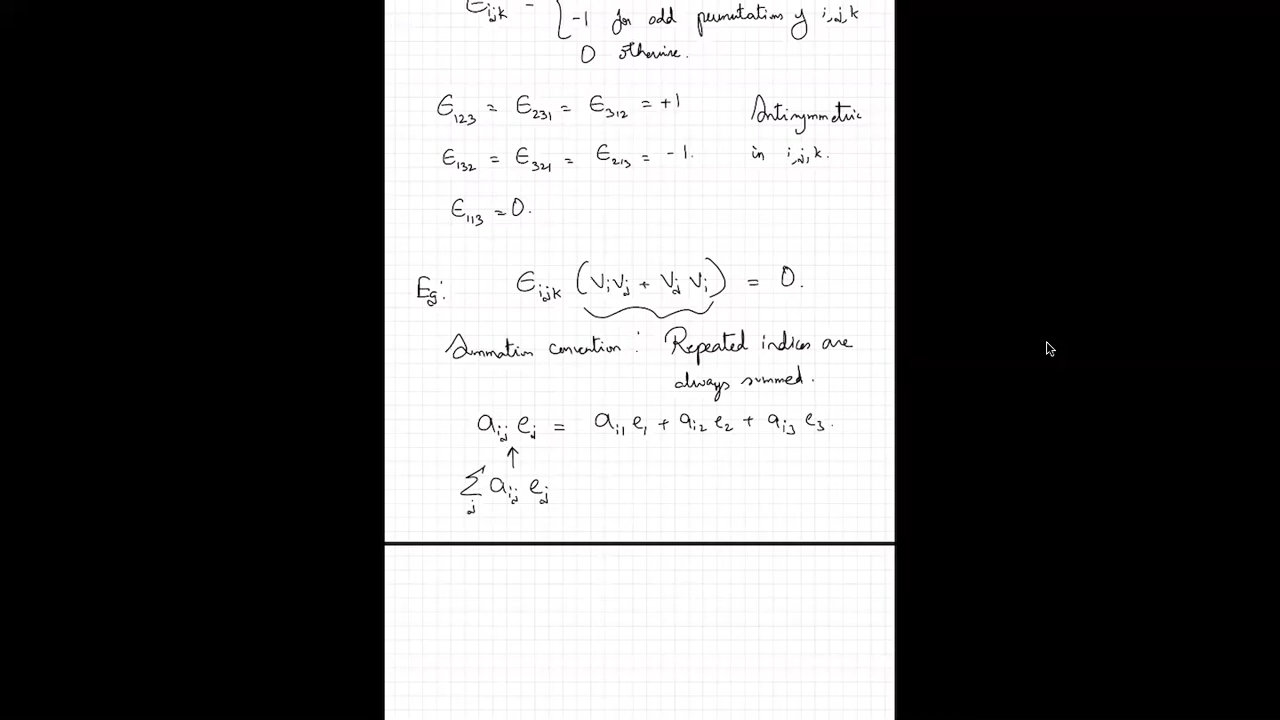 ϵ_ijk = { -1 for odd permutations of i,j,k
0 otherwise.
ϵ_123 = ϵ_231 = ϵ_312 = +1 Antisymmetric
ϵ_132 = ϵ_321 = ϵ_213 = -1. in i,j,k.
ϵ_113 = 0.
Eg: ϵ_ijk (V_i V_j + V_j V_i) = 0.
Summation convention : Repeated indices are
always summed.
a_ij e_j = a_i1 e_1 + a_i2 e_2 + a_i3 e_3.
↑
∑_j a_ij e_j